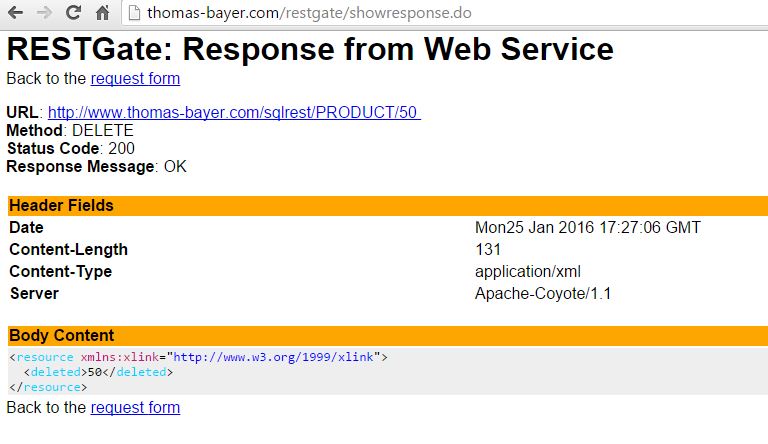 thomas-bayer.com/restgate/showresponse.do
RESTGate: Response from Web Service
Back to the request form
URL: http://www.thomas-bayer.com/sqlrest/PRODUCT/50
Method: DELETE
Status Code: 200
Response Message: OK
Header Fields
Date Mon25 Jan 2016 17:27:06 GMT
Content-Length 131
Content-Type application/xml
Server Apache-Coyote/1.1
Body Content
<resource xmlns:xlink="http://www.w3.org/1999/xlink">
<deleted>50</deleted>
</resource>
Back to the request form